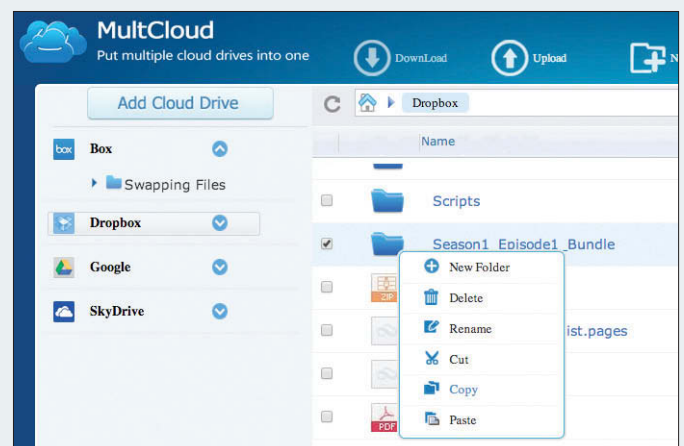 MultCloud
Put multiple cloud drives into one
DownLoad
Upload
N
Add Cloud Drive
Dropbox
Name
box
Box
Swapping Files
Scripts
Dropbox
Season1_Episode1_Bundle
Google
New Folder
ZIP
Delete
SkyDrive
Rename
ist.pages
Cut
Copy
PDF
Paste